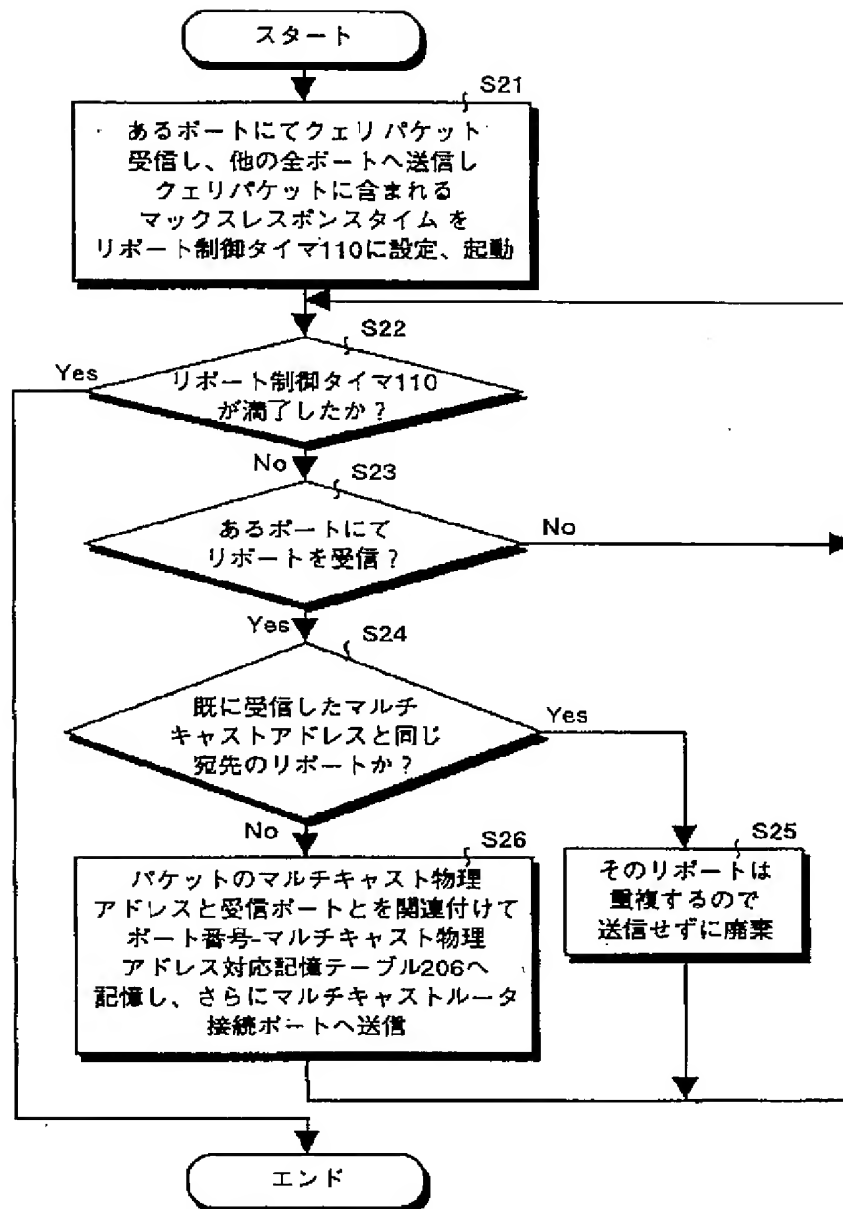 スタート
S21
あるポートにてクェリ パケット
受信し、他の全ポートへ送信し
クェリパケットに含まれる
マックスレスポンスタイム を
リポート制御タイマ110に設定、起動
S22
Yes
リポート制御タイマ110
が満了したか？
No
S23
あるポートにて
リポートを受信？
No
Yes
S24
既に受信したマルチ
キャストアドレスと同じ
宛先のリポートか？
Yes
No
S26
パケットのマルチキャスト物理
アドレスと受信ポートとを関連付けて
ポート番号-マルチキャスト物理
アドレス対応記憶テーブル206へ
記憶し、さらにマルチキャストルータ
接続ポートへ送信
S25
そのリポートは
重複するので
送信せずに廃棄
エンド